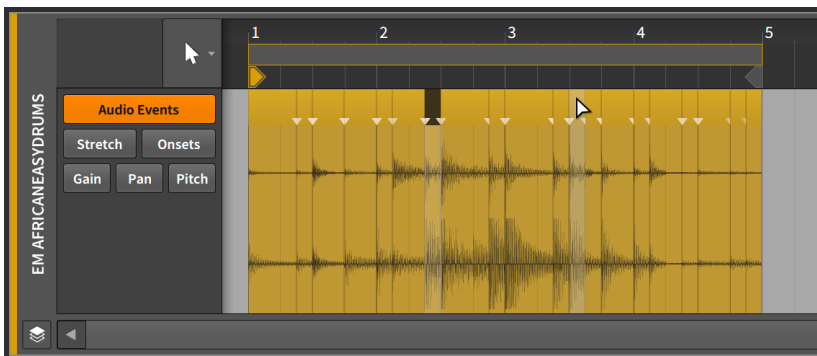 1 2 3 4 5
EM AFRICANEASYDRUMS
Audio Events
Stretch Onsets
Gain Pan Pitch